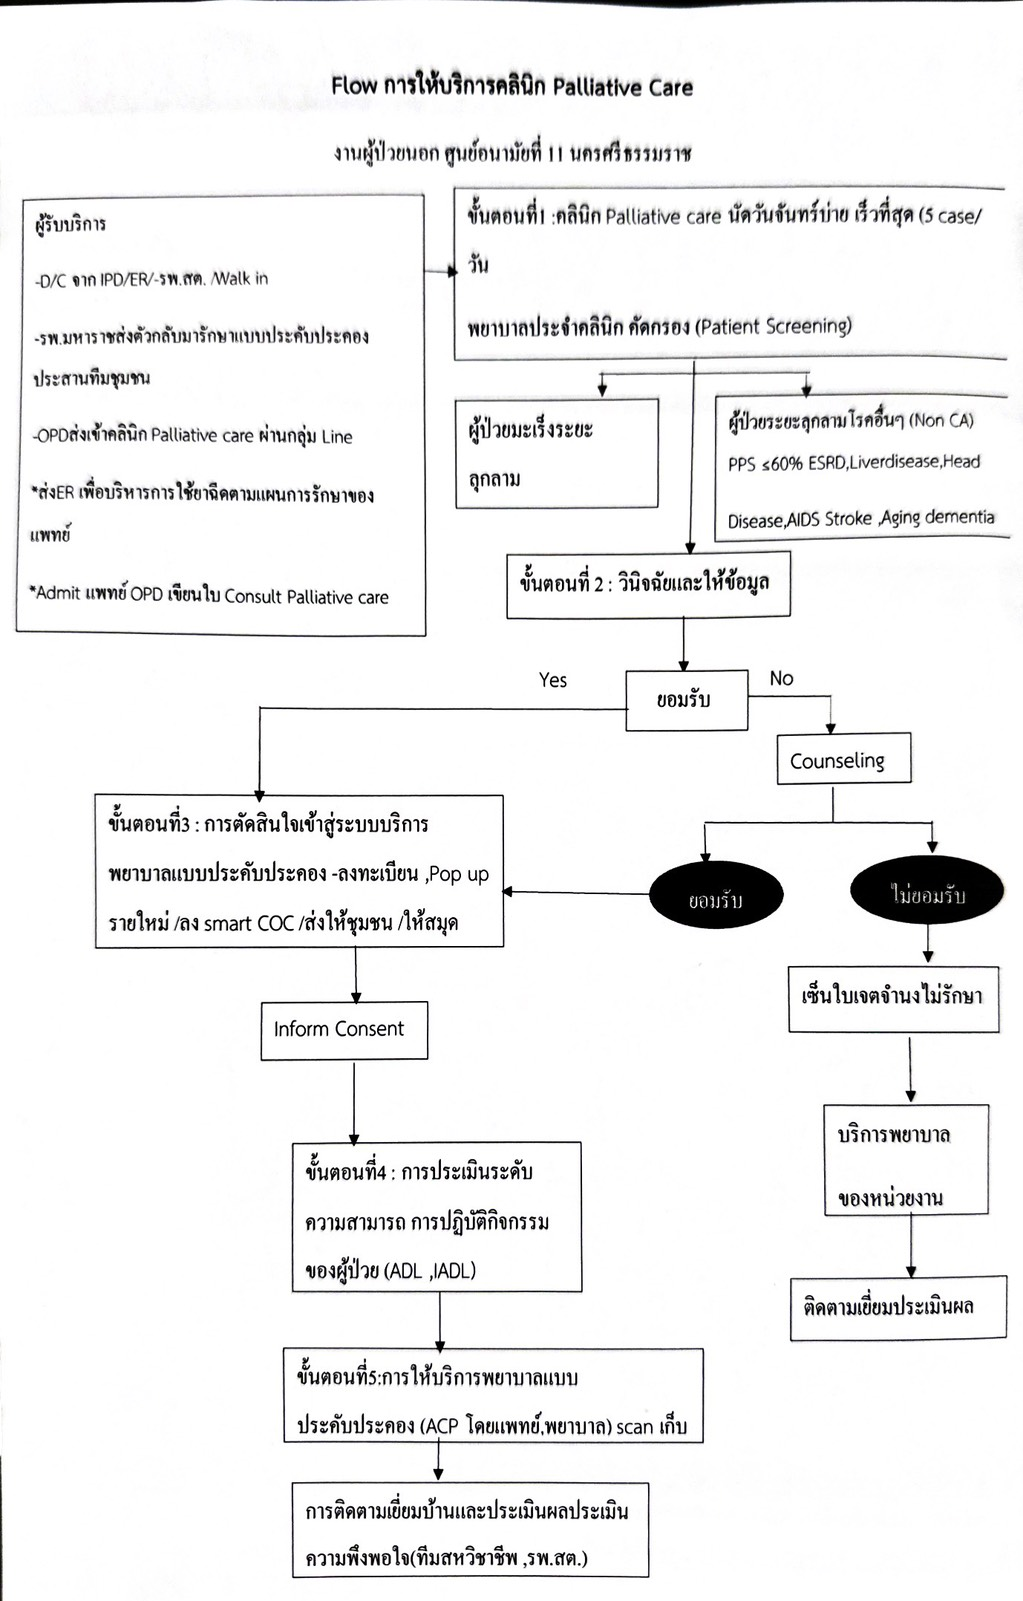 Flow การให้บริการคลินิก Palliative Care
งานผู้ป่วยนอก ศูนย์อนามัยที่ 11 นครศรีธรรมราช
ผู้รับบริการ
-D/C จาก IPD/ER/-รพ.สต. /Walk in
-รพ.มหาราชส่งตัวกลับมารักษาแบบประคับประคอง
ประสานทีมชุมชน
-OPDส่งเข้าคลินิก Palliative care ผ่านกลุ่ม Line
*ส่งER เพื่อบริหารการใช้ยาฉีดตามแผนการรักษาของ
แพทย์
*Admit แพทย์ OPD เขียนใบ Consult Palliative care
ขั้นตอนที่1 :คลินิก Palliative care นัดวันจันทร์บ่าย เร็วที่สุด (5 case/
วัน
พยาบาลประจำคลินิก คัดกรอง (Patient Screening)
ผู้ป่วยมะเร็งระยะ
ลุกลาม
ผู้ป่วยระยะลุกลามโรคอื่นๆ (Non CA)
PPS ≤60% ESRD,Liverdisease,Head
Disease,AIDS Stroke ,Aging dementia
ขั้นตอนที่ 2 : วินิจฉัยและให้ข้อมูล
Yes
ยอมรับ
No
Counseling
ขั้นตอนที่3 : การตัดสินใจเข้าสู่ระบบบริการ
พยาบาลแบบประคับประคอง -ลงทะเบียน ,Pop up
รายใหม่ /ลง smart COC /ส่งให้ชุมชน /ให้สมุด
ยอมรับ
ไม่ยอมรับ
เซ็นใบเจตจำนงไม่รักษา
Inform Consent
บริการพยาบาล
ของหน่วยงาน
ขั้นตอนที่4 : การประเมินระดับ
ความสามารถ การปฏิบัติกิจกรรม
ของผู้ป่วย (ADL ,IADL)
ติดตามเยี่ยมประเมินผล
ขั้นตอนที่5:การให้บริการพยาบาลแบบ
ประคับประคอง (ACP โดยแพทย์,พยาบาล) scan เก็บ
การติดตามเยี่ยมบ้านและประเมินผลประเมิน
ความพึงพอใจ(ทีมสหวิชาชีพ ,รพ.สต.)